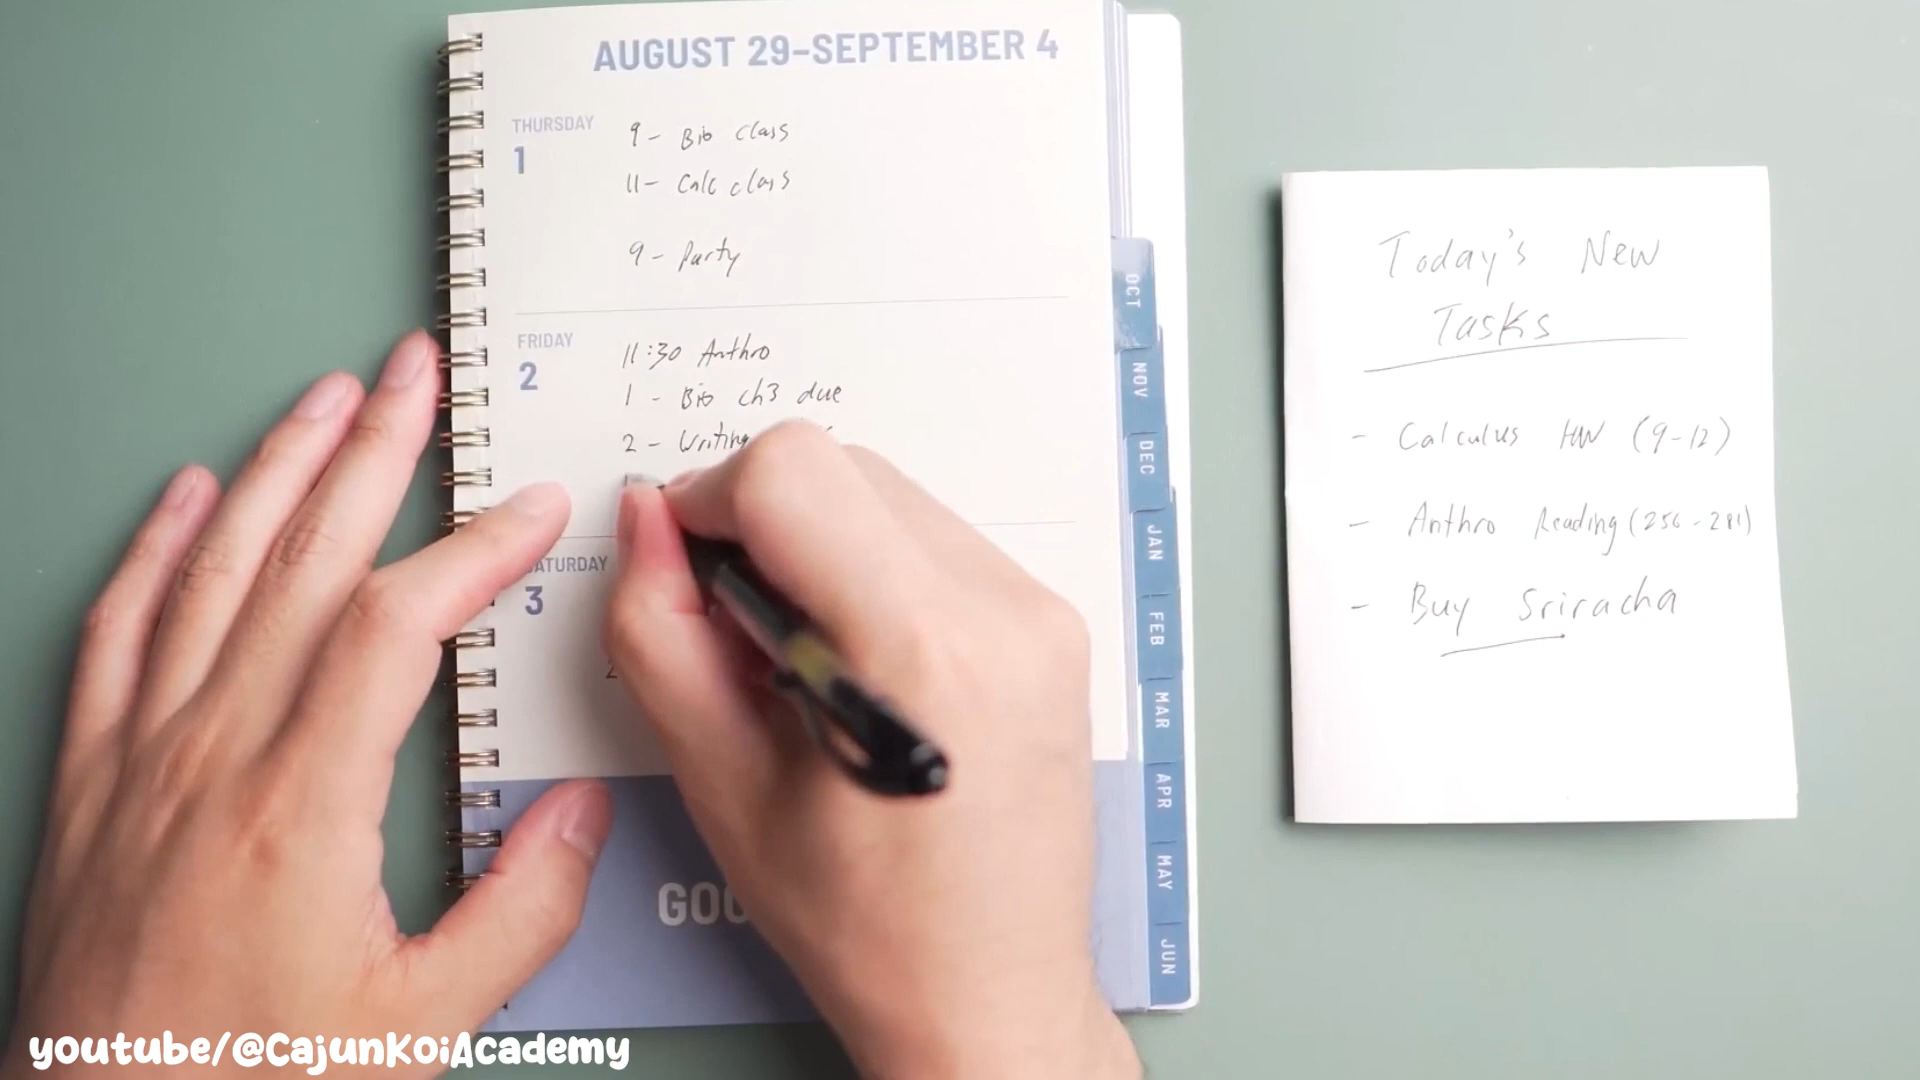 AUGUST 29-SEPTEMBER 4
THURSDAY
1
9 - Bio class
11 - Calc class
9 - Party
FRIDAY
2
11:30 Anthro
1 - Bio ch3 due
2 - Writing
SATURDAY
3
2
GOO
OCT
NOV
DEC
JAN
FEB
MAR
APR
MAY
JUN
Today's New
Tasks
- Calculus HW (9-12)
- Anthro Reading (256-281)
- Buy Sriracha
youtube/@CajunKoiAcademy